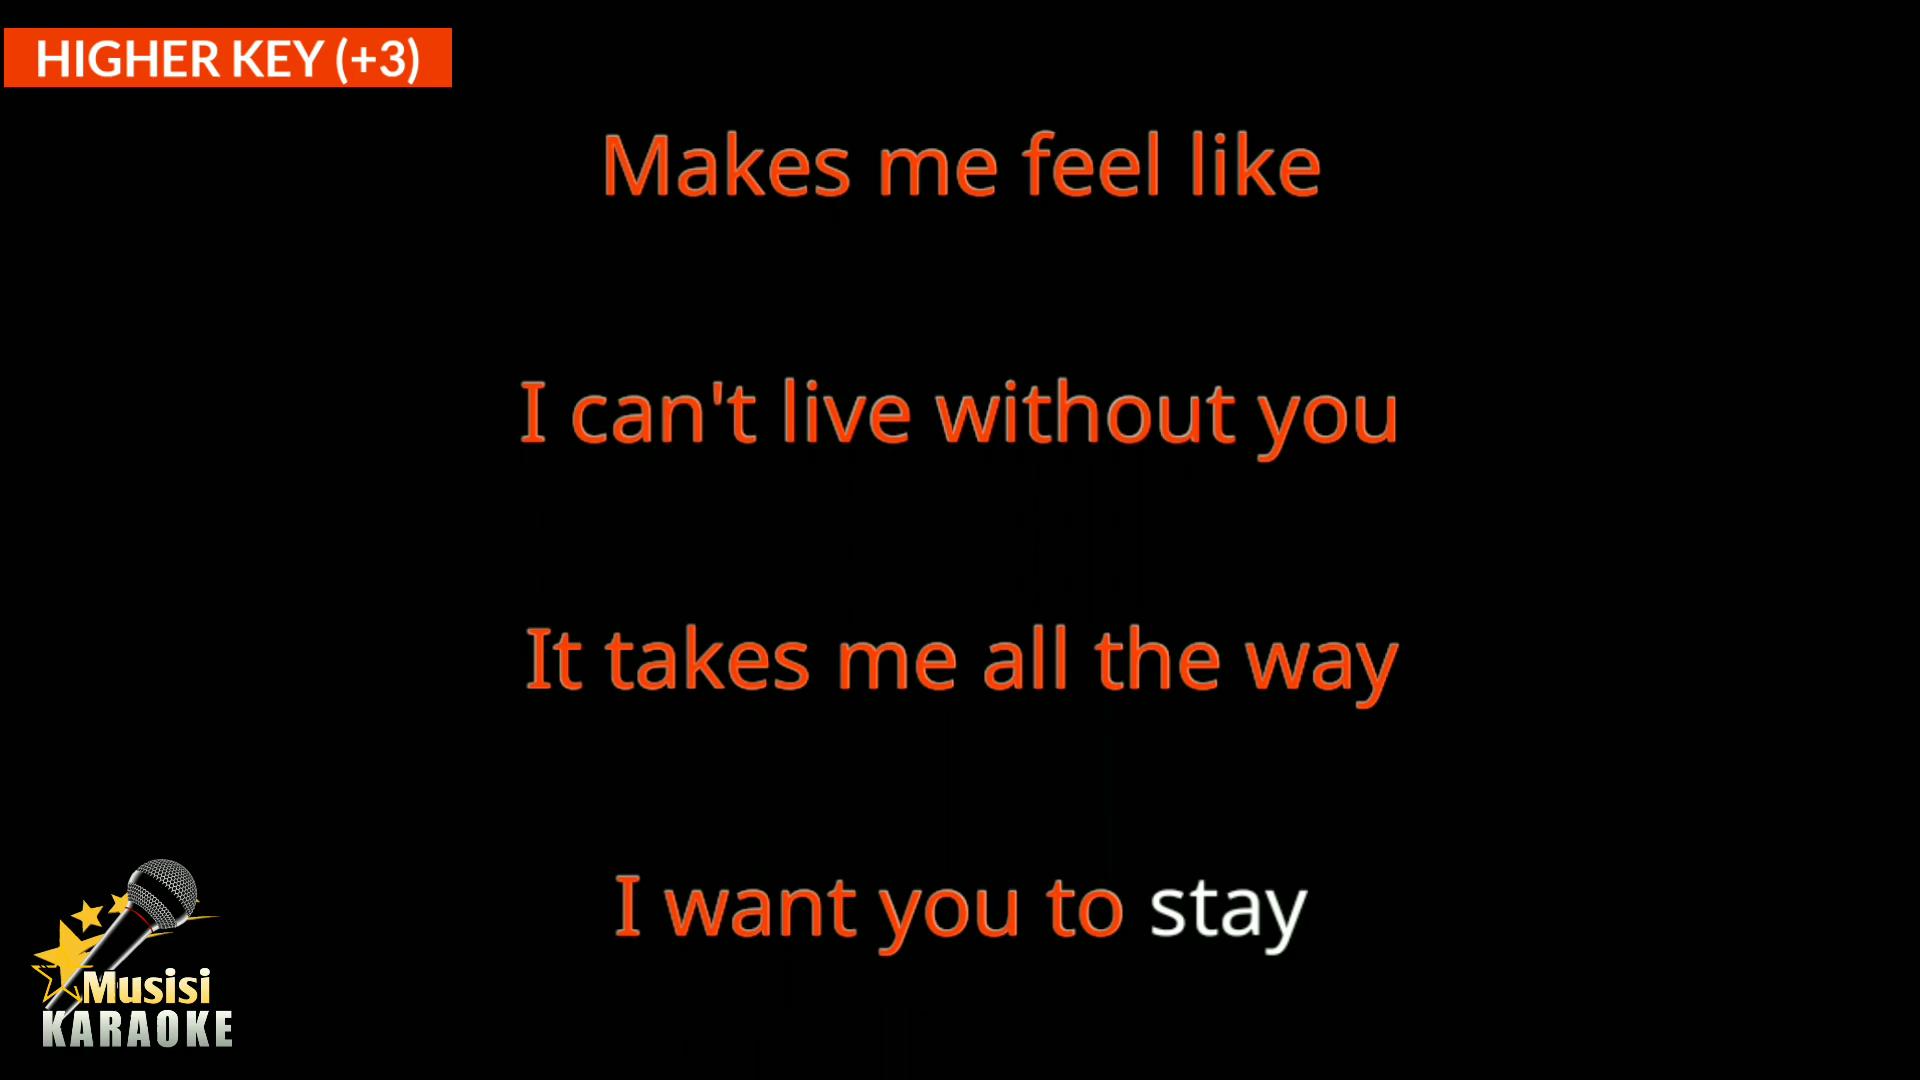 HIGHER KEY (+3)
Makes me feel like
I can't live without you
It takes me all the way
I want you to stay
Musisi
KARAOKE